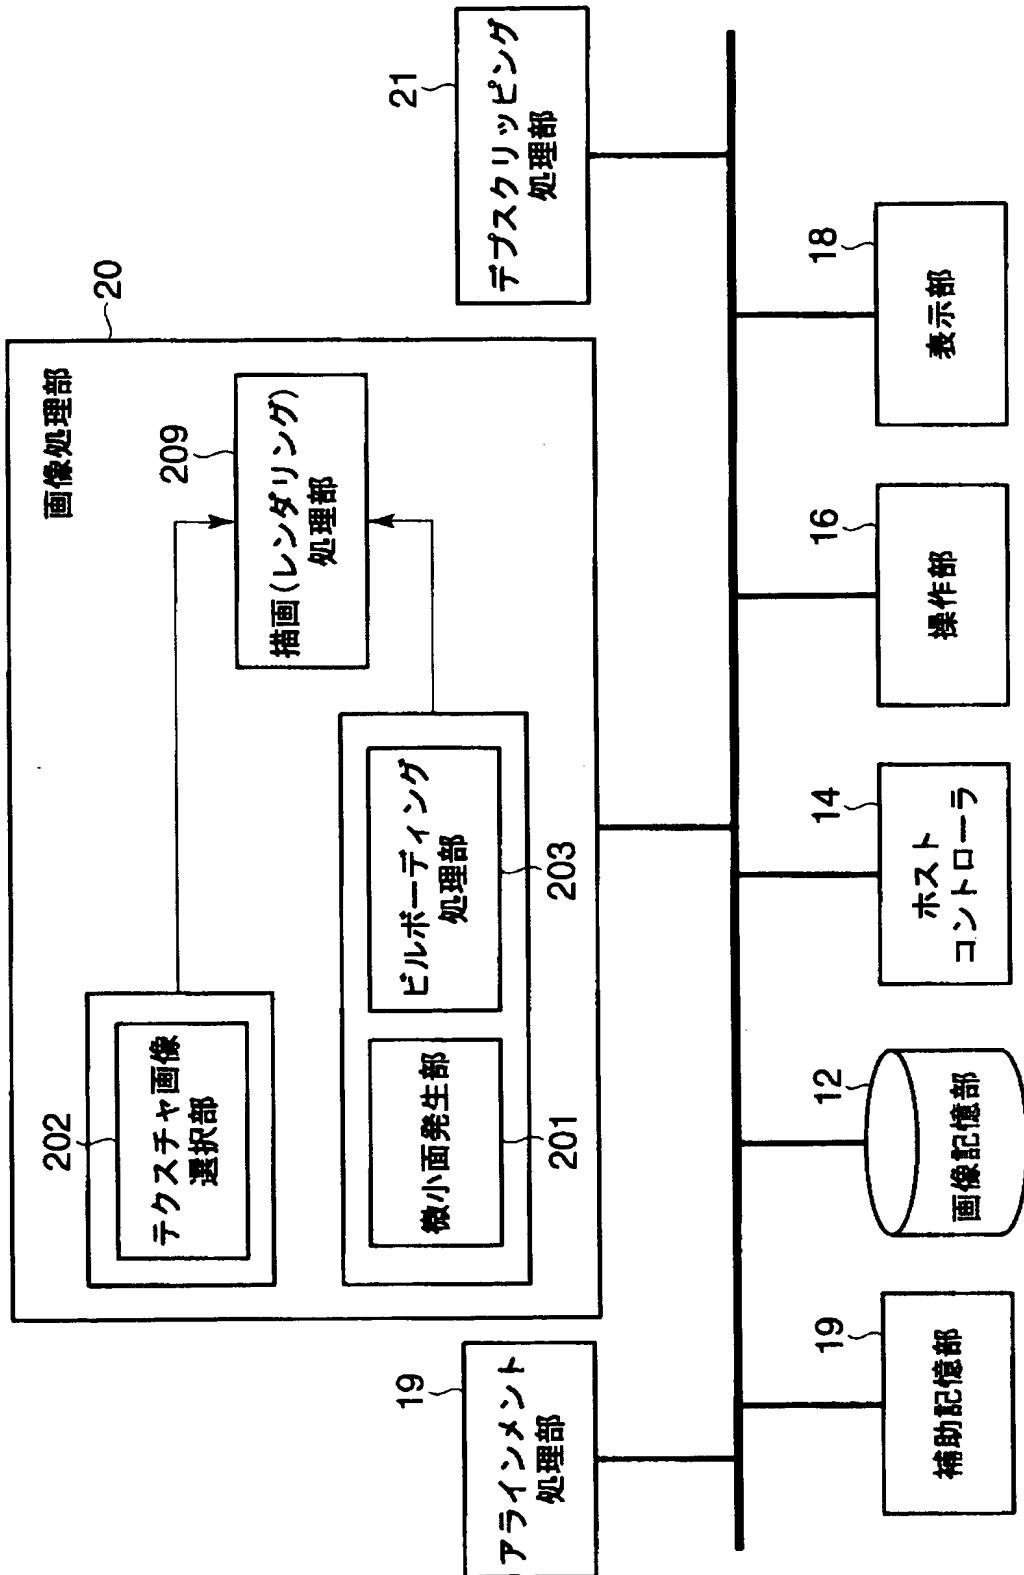 画像処理部
20
202
テクスチャ画像
選択部
209
描画(レンダリング)
処理部
微小面発生部
201
ビルボーディング
処理部
203
19
アラインメント
処理部
21
デプスクリッピング
処理部
19
補助記憶部
12
画像記憶部
14
ホスト
コントローラ
16
操作部
18
表示部